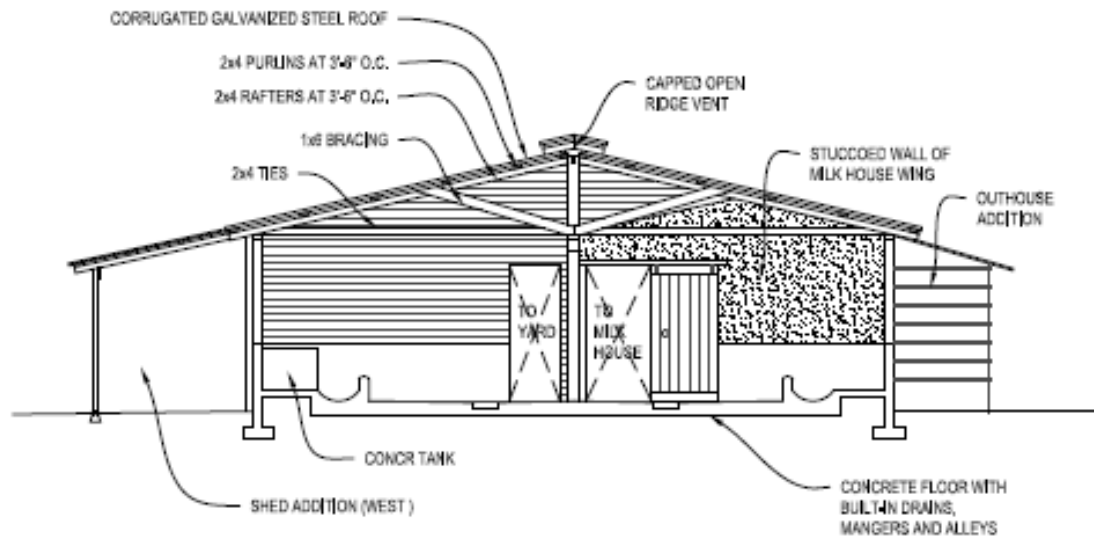 CORRUGATED GALVANIZED STEEL ROOF
2x4 PURLINS AT 3'-6" O.C.
2x4 RAFTERS AT 3'-6" O.C.
1x6 BRACING
2x4 TIES
CAPPED OPEN
RIDGE VENT
STUCCOED WALL OF
MILK HOUSE WING
OUTHOUSE
ADDITION
TO
YARD
TO
MILK
HOUSE
CONCR TANK
SHED ADDITION (WEST )
CONCRETE FLOOR WITH
BUILT-IN DRAINS,
MANGERS AND ALLEYS